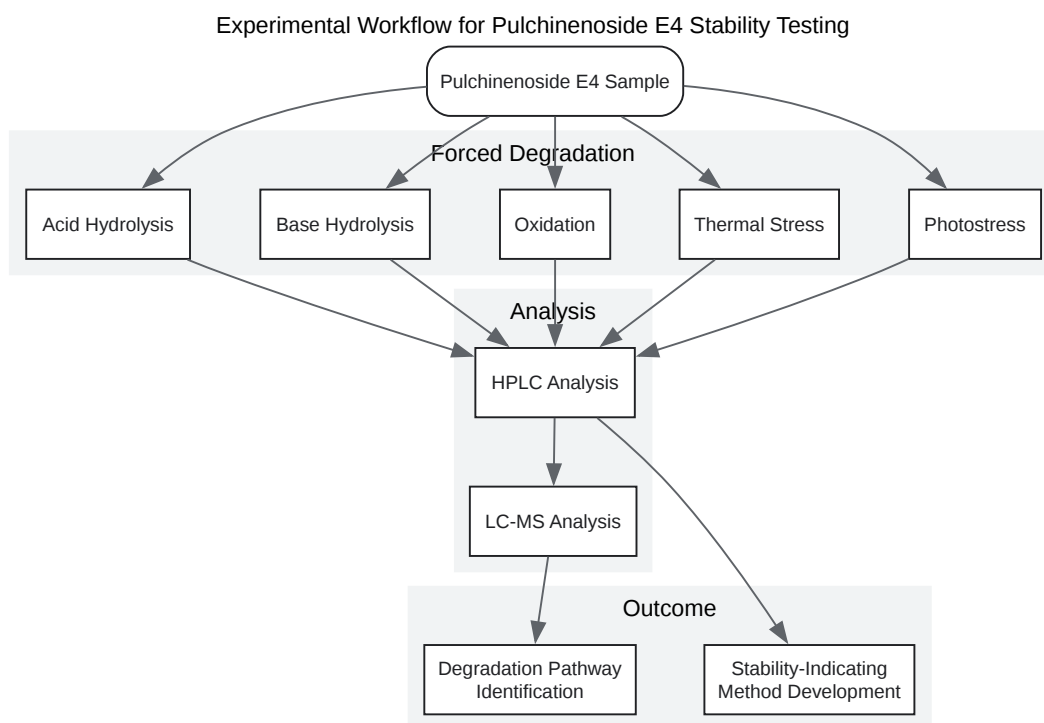 Experimental Workflow for Pulchinenoside E4 Stability Testing
Pulchinenoside E4 Sample
Forced Degradation
Acid Hydrolysis
Base Hydrolysis
Oxidation
Thermal Stress
Photostress
Analysis
HPLC Analysis
LC-MS Analysis
Outcome
Degradation Pathway
Identification
Stability-Indicating
Method Development